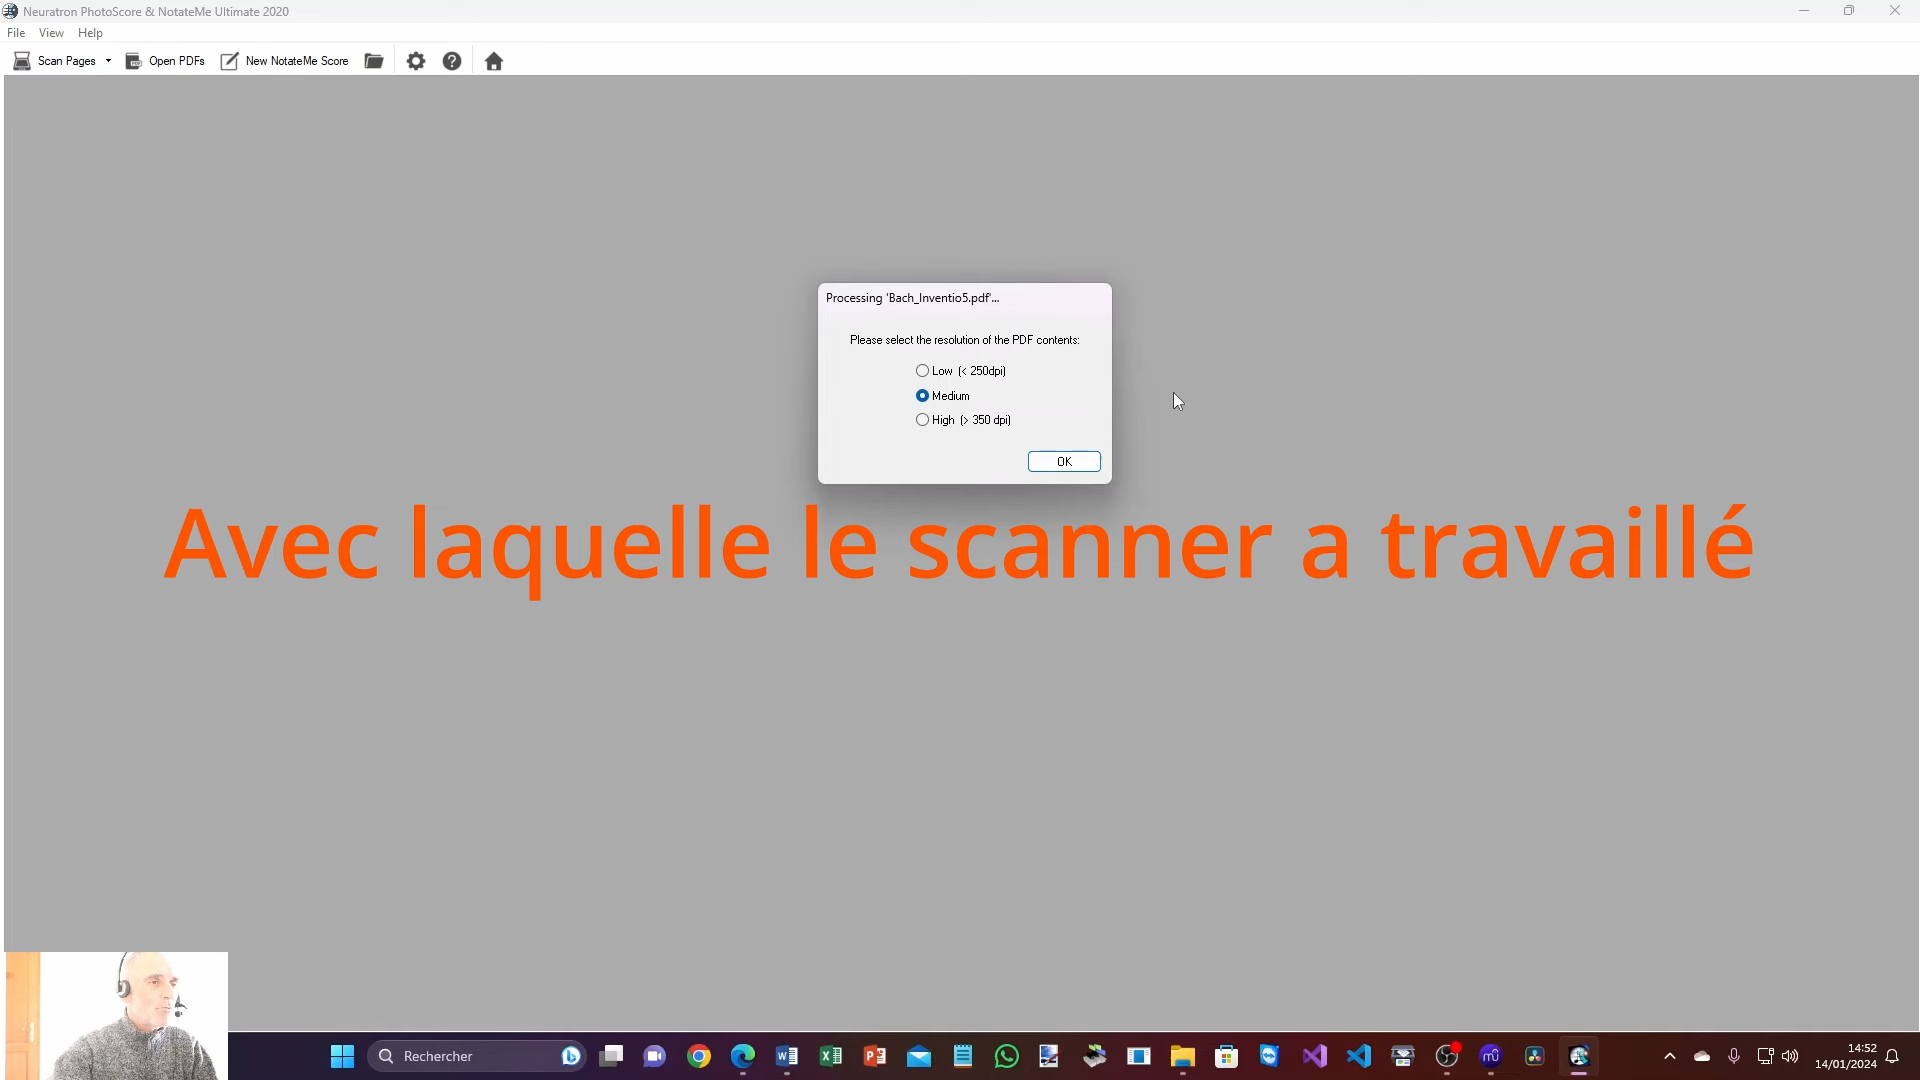 Neuratron PhotoScore & NotateMe Ultimate 2020
File View Help
Scan Pages Open PDFs New NotateMe Score
Processing 'Bach_Inventio5.pdf'...
Please select the resolution of the PDF contents:
Low (< 250dpi)
Medium
High (> 350 dpi)
OK
Avec laquelle le scanner a travaillé
Rechercher
14:52
14/01/2024